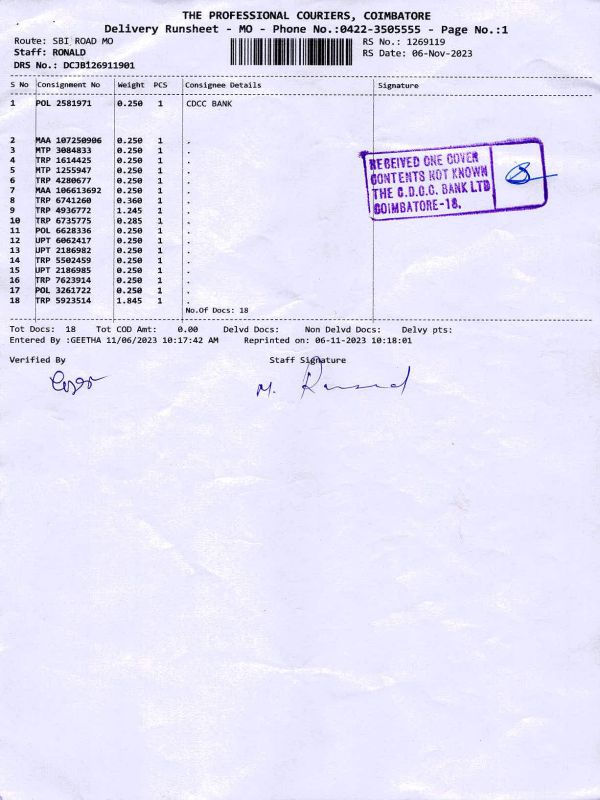 THE PROFESSIONAL COURIERS, COIMBATORE
Delivery Runsheet - MO - Phone No.:0422-3505555 - Page No.:1
Route: SBI ROAD MO RS No.: 1269119
Staff: RONALD RS Date: 06-Nov-2023
DRS No.: DCJB126911901
S No Consignment No Weight PCS Consignee Details Signature
1 POL 2581971 0.250 1 CDCC BANK
2 MAA 107250906 0.250 1 .
3 MTP 3084833 0.250 1 .
4 TRP 1614425 0.250 1 .
5 MTP 1255947 0.250 1 .
6 TRP 4280677 0.250 1 .
7 MAA 106613692 0.250 1 .
8 TRP 6741260 0.360 1 .
9 TRP 4936772 1.245 1 .
10 TRP 6735775 0.285 1 .
11 POL 6628336 0.250 1 .
12 UPT 6062417 0.250 1 .
13 UPT 2186982 0.250 1 .
14 TRP 5502459 0.250 1 .
15 UPT 2186985 0.250 1 .
16 TRP 7623914 0.250 1 .
17 POL 3261722 0.250 1 .
18 TRP 5923514 1.845 1 .
No.Of Docs: 18
RECEIVED ONE COVER
CONTENTS NOT KNOWN
THE C.D.C.C. BANK LTD
COIMBATORE-18.
Tot Docs: 18 Tot COD Amt: 0.00 Delvd Docs: Non Delvd Docs: Delvy pts:
Entered By :GEETHA 11/06/2023 10:17:42 AM Reprinted on: 06-11-2023 10:18:01
Verified By Staff Signature